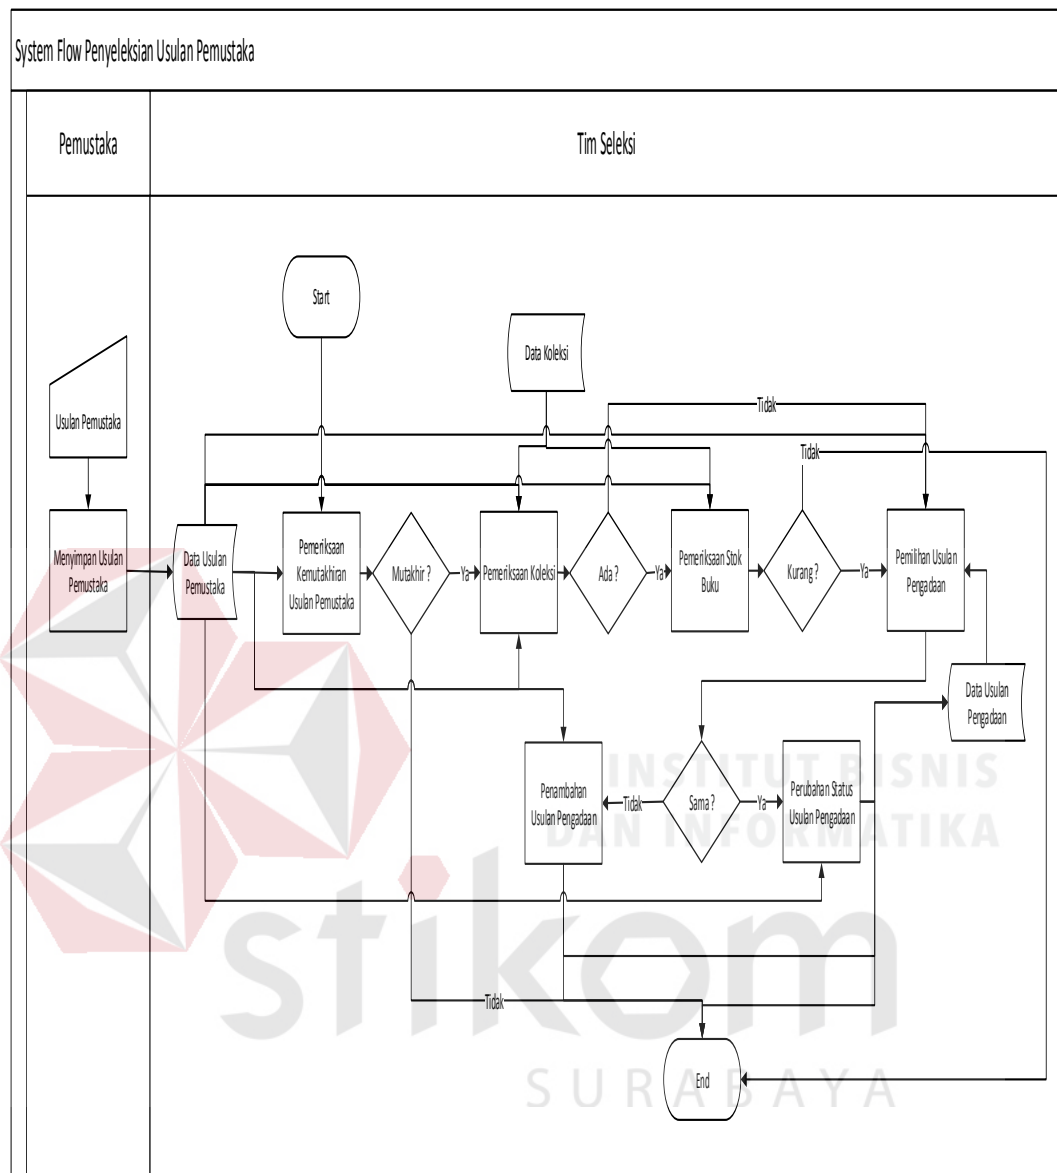 System Flow Penyeleksian Usulan Pemustaka
Pemustaka
Tim Seleksi
Start
Data Koleksi
Usulan Pemustaka
Tidak
Tidak
Menyimpan Usulan
Pemustaka
Data Usulan
Pemustaka
Pemeriksaan
Kemutakhiran
Usulan Pemustaka
Mutakhir ?
Ya
Pemeriksaan Koleksi
Ada ?
Ya
Pemeriksaan Stok
Buku
Kurang ?
Ya
Pemilihan Usulan
Pengadaan
Data Usulan
Pengadaan
Penambahan
Usulan Pengadaan
Tidak
Sama ?
Ya
Perubahan Status
Usulan Pengadaan
Tidak
End
INSTITUT BISNIS
DAN INFORMATIKA
stikom
SURABAYA